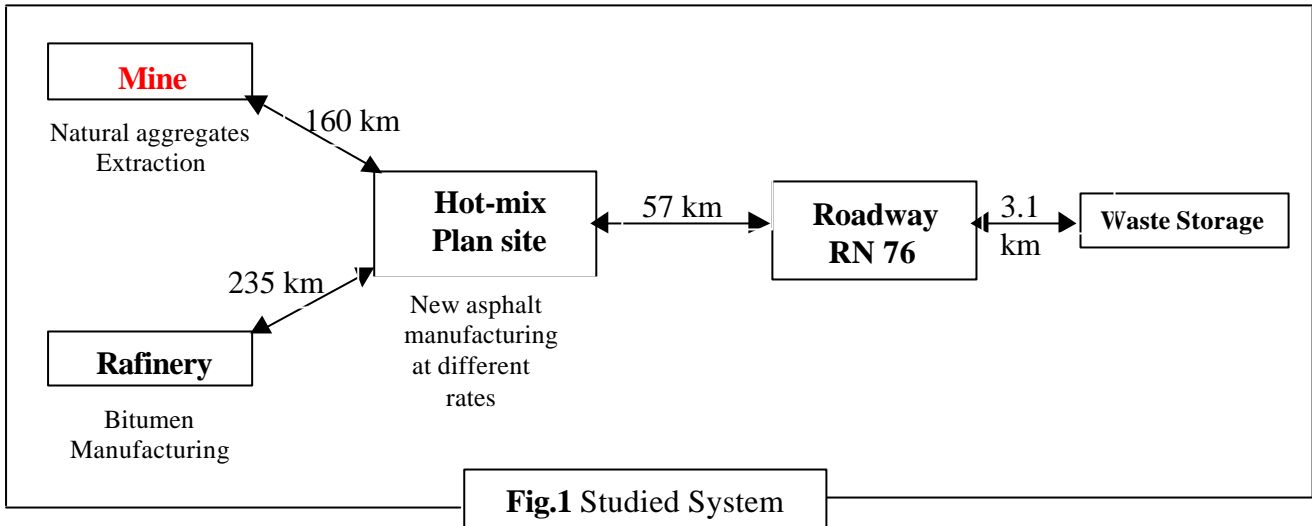 Mine
Natural aggregates
Extraction
160 km
Hot-mix
Plan site
57 km
Roadway
RN 76
3.1
km
Waste Storage
235 km
New asphalt
manufacturing
at different
rates
Rafinery
Bitumen
Manufacturing
Fig.1 Studied System